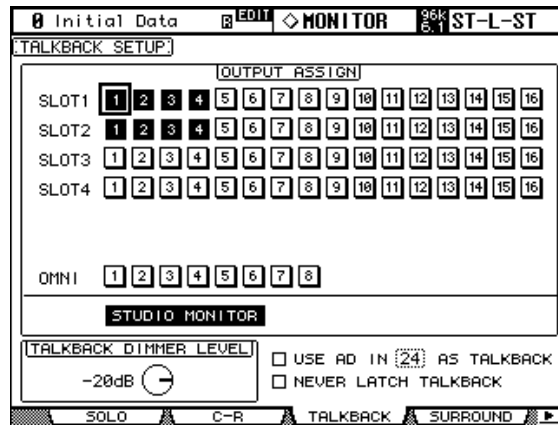 0 Initial Data R EDIT ◇MONITOR 96k 6.1 ST-L-ST
TALKBACK SETUP
OUTPUT ASSIGN
SLOT1 1 2 3 4 5 6 7 8 9 10 11 12 13 14 15 16
SLOT2 1 2 3 4 5 6 7 8 9 10 11 12 13 14 15 16
SLOT3 1 2 3 4 5 6 7 8 9 10 11 12 13 14 15 16
SLOT4 1 2 3 4 5 6 7 8 9 10 11 12 13 14 15 16
OMNI 1 2 3 4 5 6 7 8
STUDIO MONITOR
TALKBACK DIMMER LEVEL
-20dB
USE AD IN 24 AS TALKBACK
NEVER LATCH TALKBACK
SOLO C-R TALKBACK SURROUND